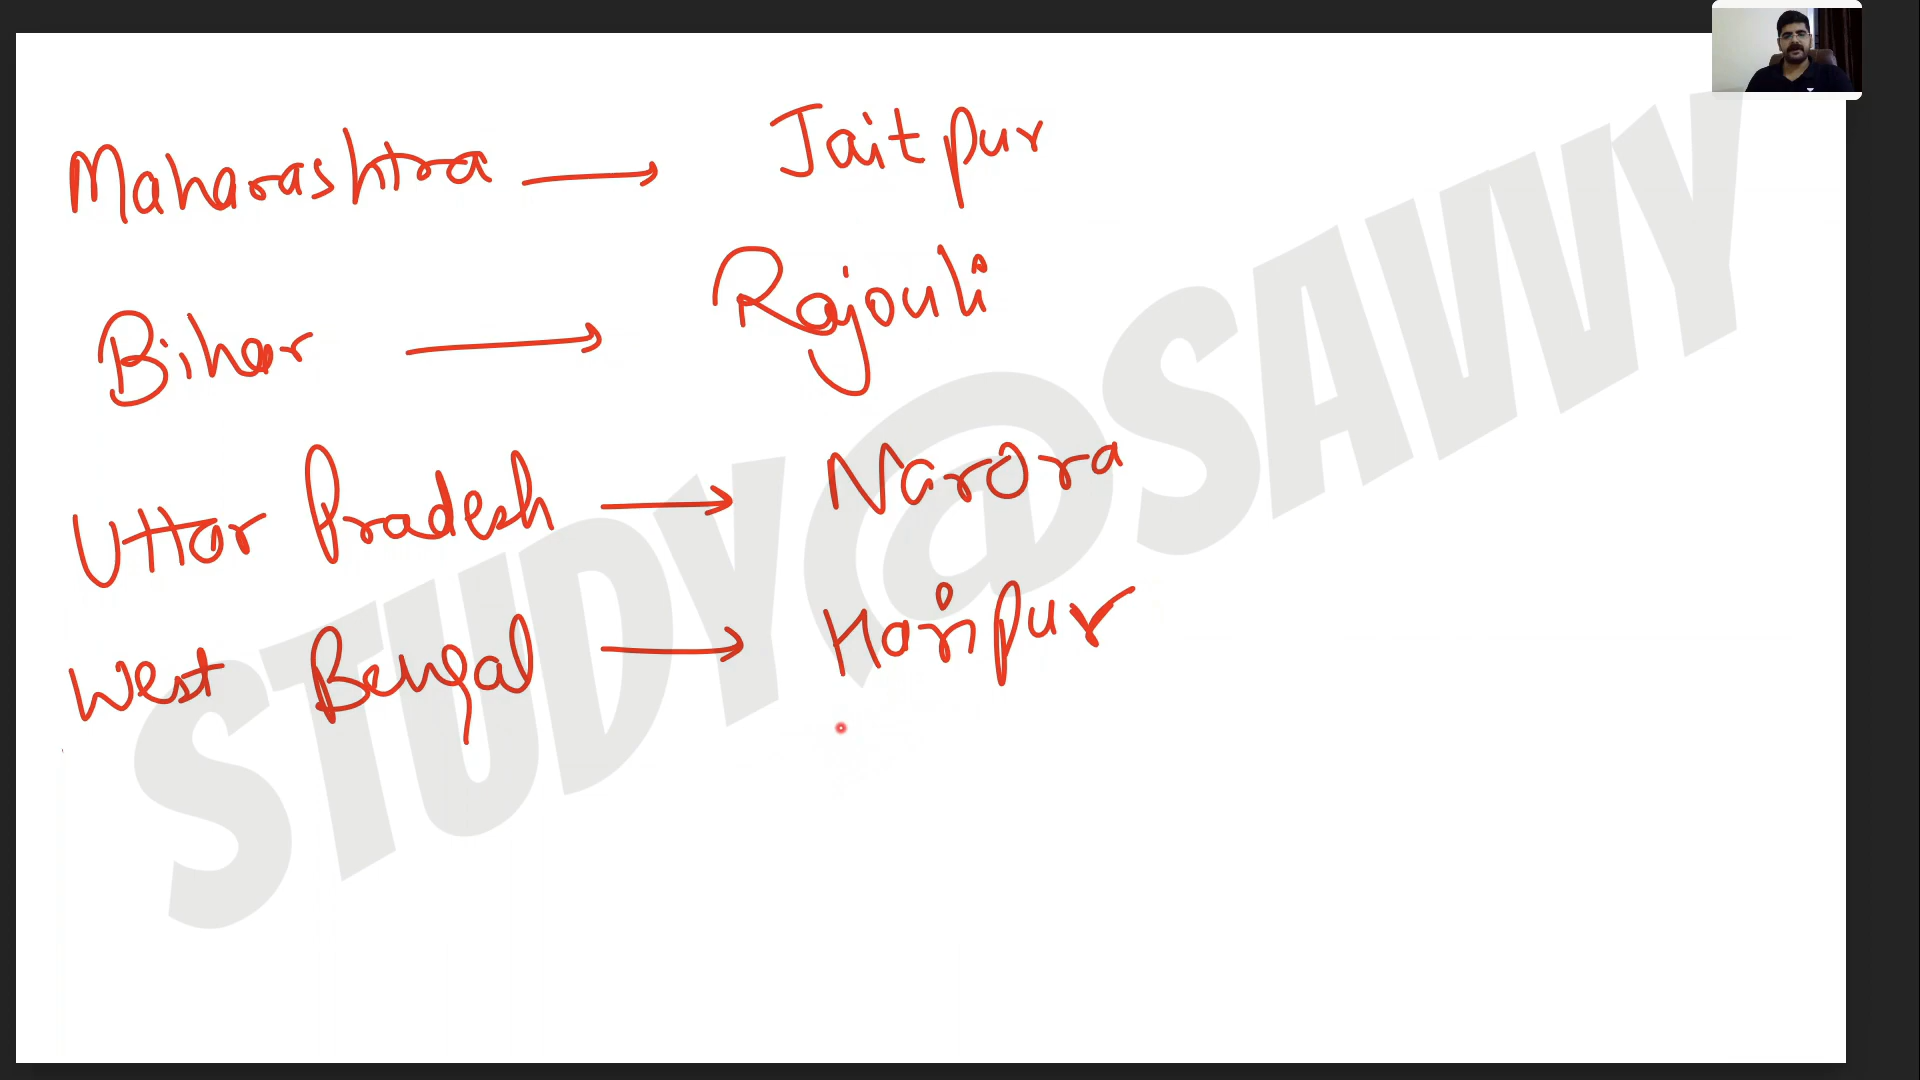 Maharashtra → Jaitpur
Bihar → Rajouli
Uttar Pradesh → Narora
West Bengal → Haripur
STUDY@SAVVY